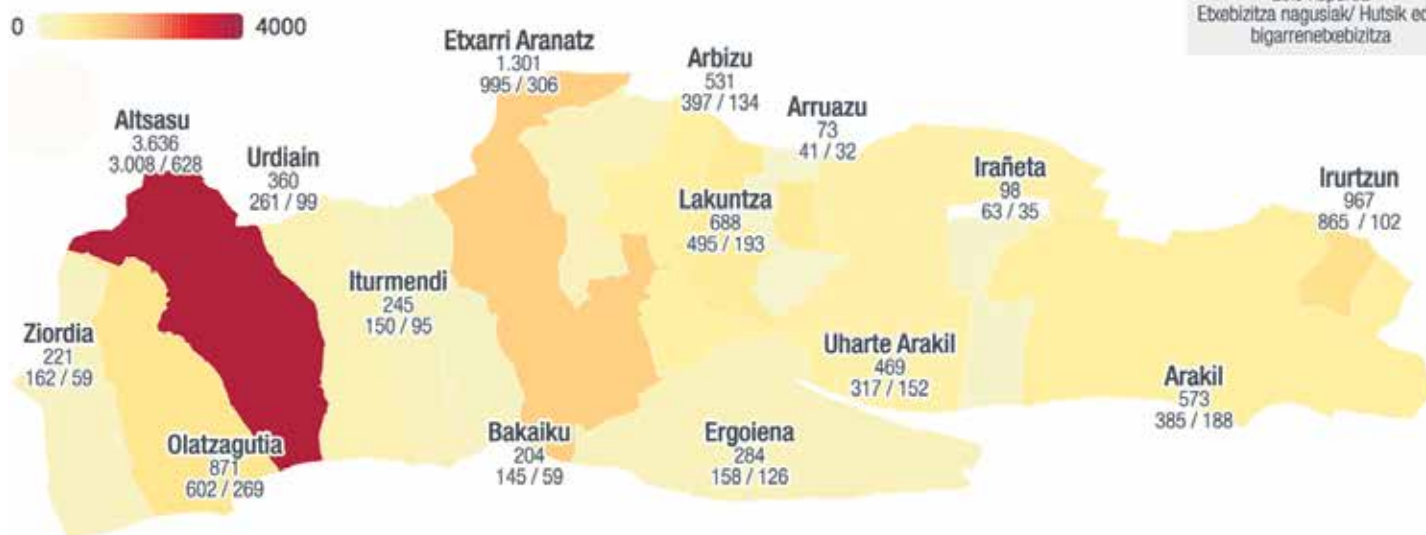 0 4000
Etxebizitza nagusiak/ Hutsik
bigarrenetxebizitza
Etxarri Aranatz
1.301
995 / 306
Arbizu
531
397 / 134
Arruazu
73
41 / 32
Altsasu
3.636
3.008 / 628
Urdiain
360
261 / 99
Irañeta
98
63 / 35
Irurtzun
967
865 / 102
Lakuntza
688
495 / 193
Iturmendi
245
150 / 95
Ziordia
221
162 / 59
Uharte Arakil
469
317 / 152
Arakil
573
385 / 188
Olatzagutia
871
602 / 269
Bakaiku
204
145 / 59
Ergoiena
284
158 / 126